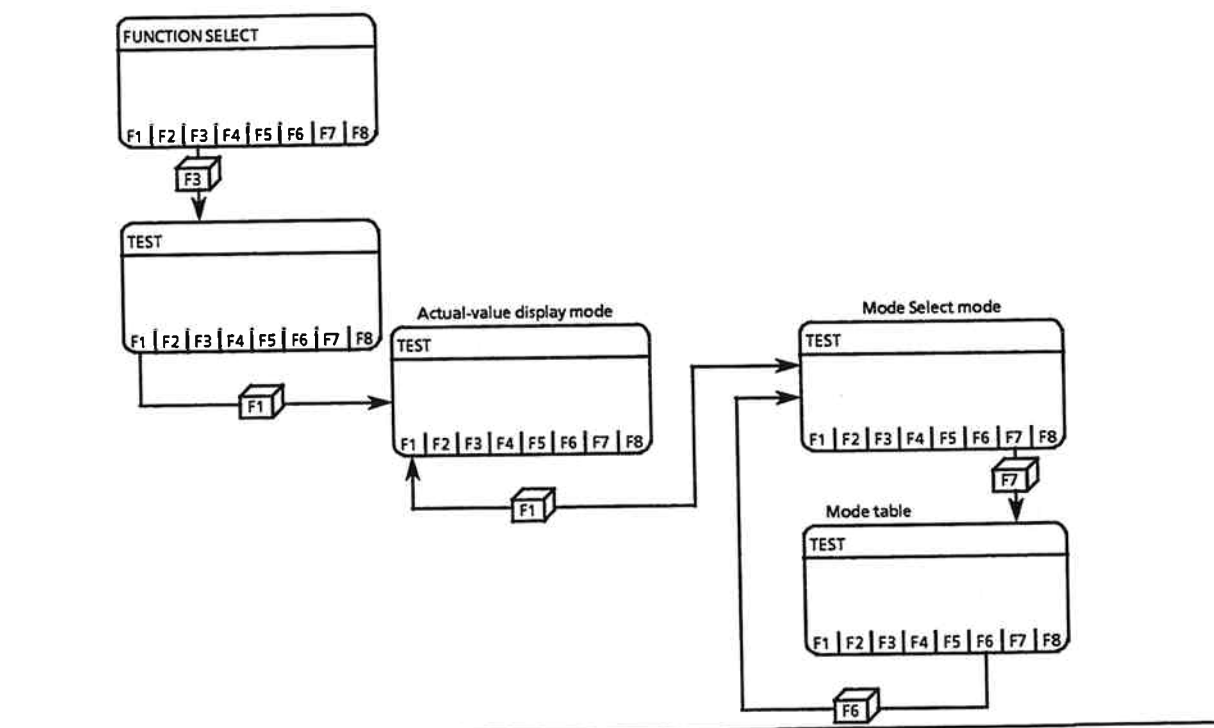 FUNCTION SELECT
F1 F2 F3 F4 F5 F6 F7 F8
F3
TEST
F1 F2 F3 F4 F5 F6 F7 F8
F1
Actual-value display mode
TEST
F1 F2 F3 F4 F5 F6 F7 F8
F1
Mode Select mode
TEST
F1 F2 F3 F4 F5 F6 F7 F8
F7
Mode table
TEST
F1 F2 F3 F4 F5 F6 F7 F8
F6